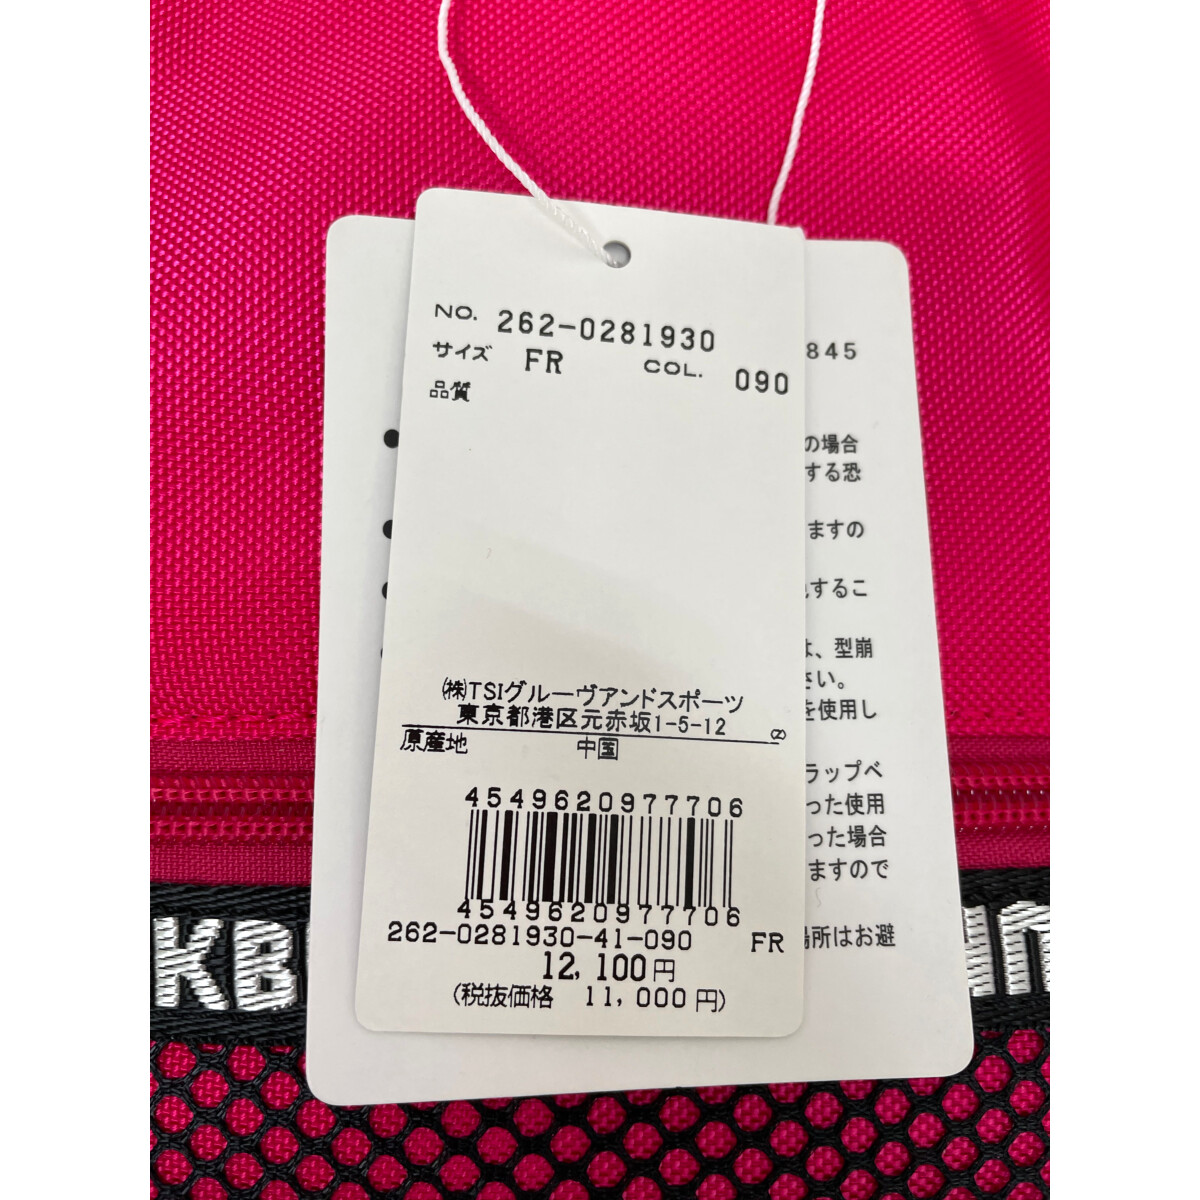 NO. 262-0281930
サイズ FR COL. 090
品質
㈱TSIグルーヴアンドスポーツ
東京都港区元赤坂1-5-12
(Z)
原産地 中国
4549620977706
4549620977706
262-0281930-41-090 FR
12,100円
(税抜価格 11,000円)
845
●
の場合
する恐
●
ますの
するこ
、型崩
さい。
を使用し
ラップベ
った使用
った場合
ますので
場所はお避
KB